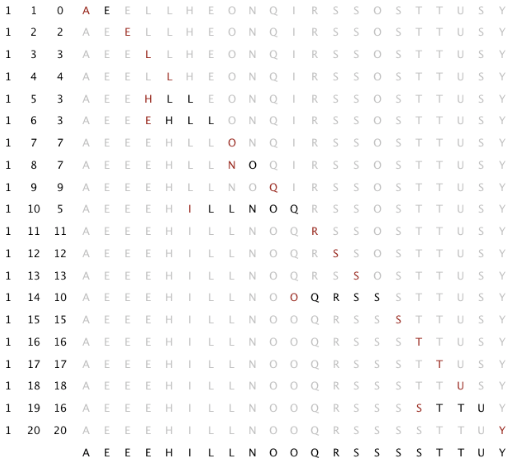 1 1 0 A E E L L H E O N Q I R S S O S T T U S Y
1 2 2 A E E L L H E O N Q I R S S O S T T U S Y
1 3 3 A E E L L H E O N Q I R S S O S T T U S Y
1 4 4 A E E L L H E O N Q I R S S O S T T U S Y
1 5 3 A E E H L L E O N Q I R S S O S T T U S Y
1 6 3 A E E E H L L O N Q I R S S O S T T U S Y
1 7 7 A E E E H L L O N Q I R S S O S T T U S Y
1 8 7 A E E E H L L N O Q I R S S O S T T U S Y
1 9 9 A E E E H L L N O Q I R S S O S T T U S Y
1 10 5 A E E E H I L L N O Q R S S O S T T U S Y
1 11 11 A E E E H I L L N O Q R S S O S T T U S Y
1 12 12 A E E E H I L L N O Q R S S O S T T U S Y
1 13 13 A E E E H I L L N O Q R S S O S T T U S Y
1 14 10 A E E E H I L L N O O Q R S S S T T U S Y
1 15 15 A E E E H I L L N O O Q R S S S T T U S Y
1 16 16 A E E E H I L L N O O Q R S S S T T U S Y
1 17 17 A E E E H I L L N O O Q R S S S T T U S Y
1 18 18 A E E E H I L L N O O Q R S S S T T U S Y
1 19 16 A E E E H I L L N O O Q R S S S S T T U Y
1 20 20 A E E E H I L L N O O Q R S S S S T T U Y
A E E E H I L L N O O Q R S S S S T T U Y